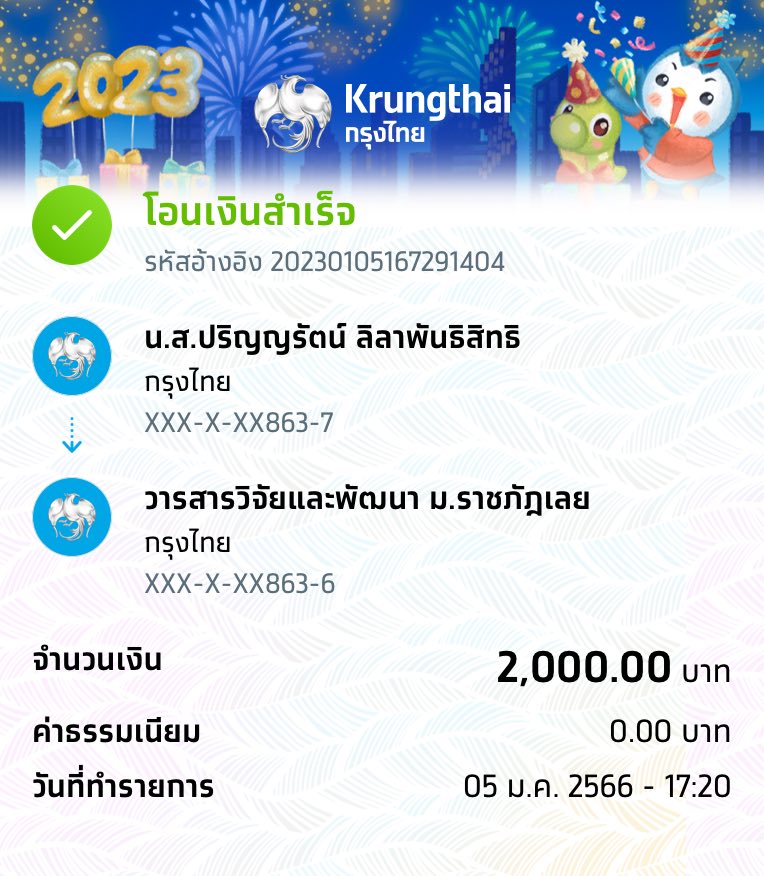 2023
Krungthai
กรุงไทย
โอนเงินสำเร็จ
รหัสอ้างอิง 20230105167291404
น.ส.ปริญญรัตน์ ลิลาพันธิสิทธิ
กรุงไทย
XXX-X-XX863-7
วารสารวิจัยและพัฒนา ม.ราชภัฎเลย
กรุงไทย
XXX-X-XX863-6
จำนวนเงิน 2,000.00 บาท
ค่าธรรมเนียม 0.00 บาท
วันที่ทำรายการ 05 ม.ค. 2566 - 17:20